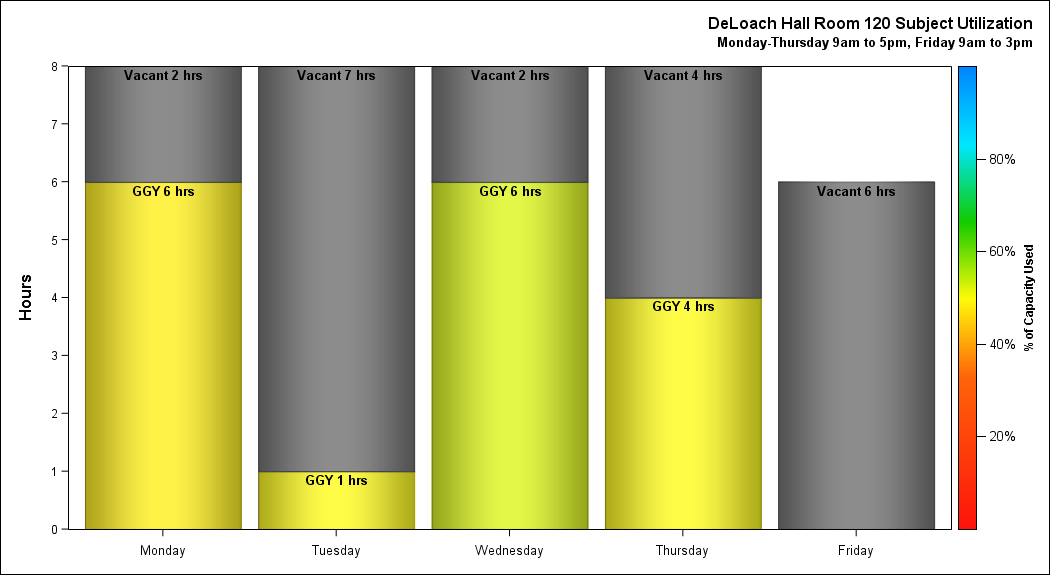 DeLoach Hall Room 120 Subject Utilization
Monday-Thursday 9am to 5pm, Friday 9am to 3pm
Hours
8
7
6
5
4
3
2
1
0
Vacant 2 hrs
GGY 6 hrs
Vacant 7 hrs
GGY 1 hrs
Vacant 2 hrs
GGY 6 hrs
Vacant 4 hrs
GGY 4 hrs
Vacant 6 hrs
Monday
Tuesday
Wednesday
Thursday
Friday
80%
60%
40%
20%
% of Capacity Used